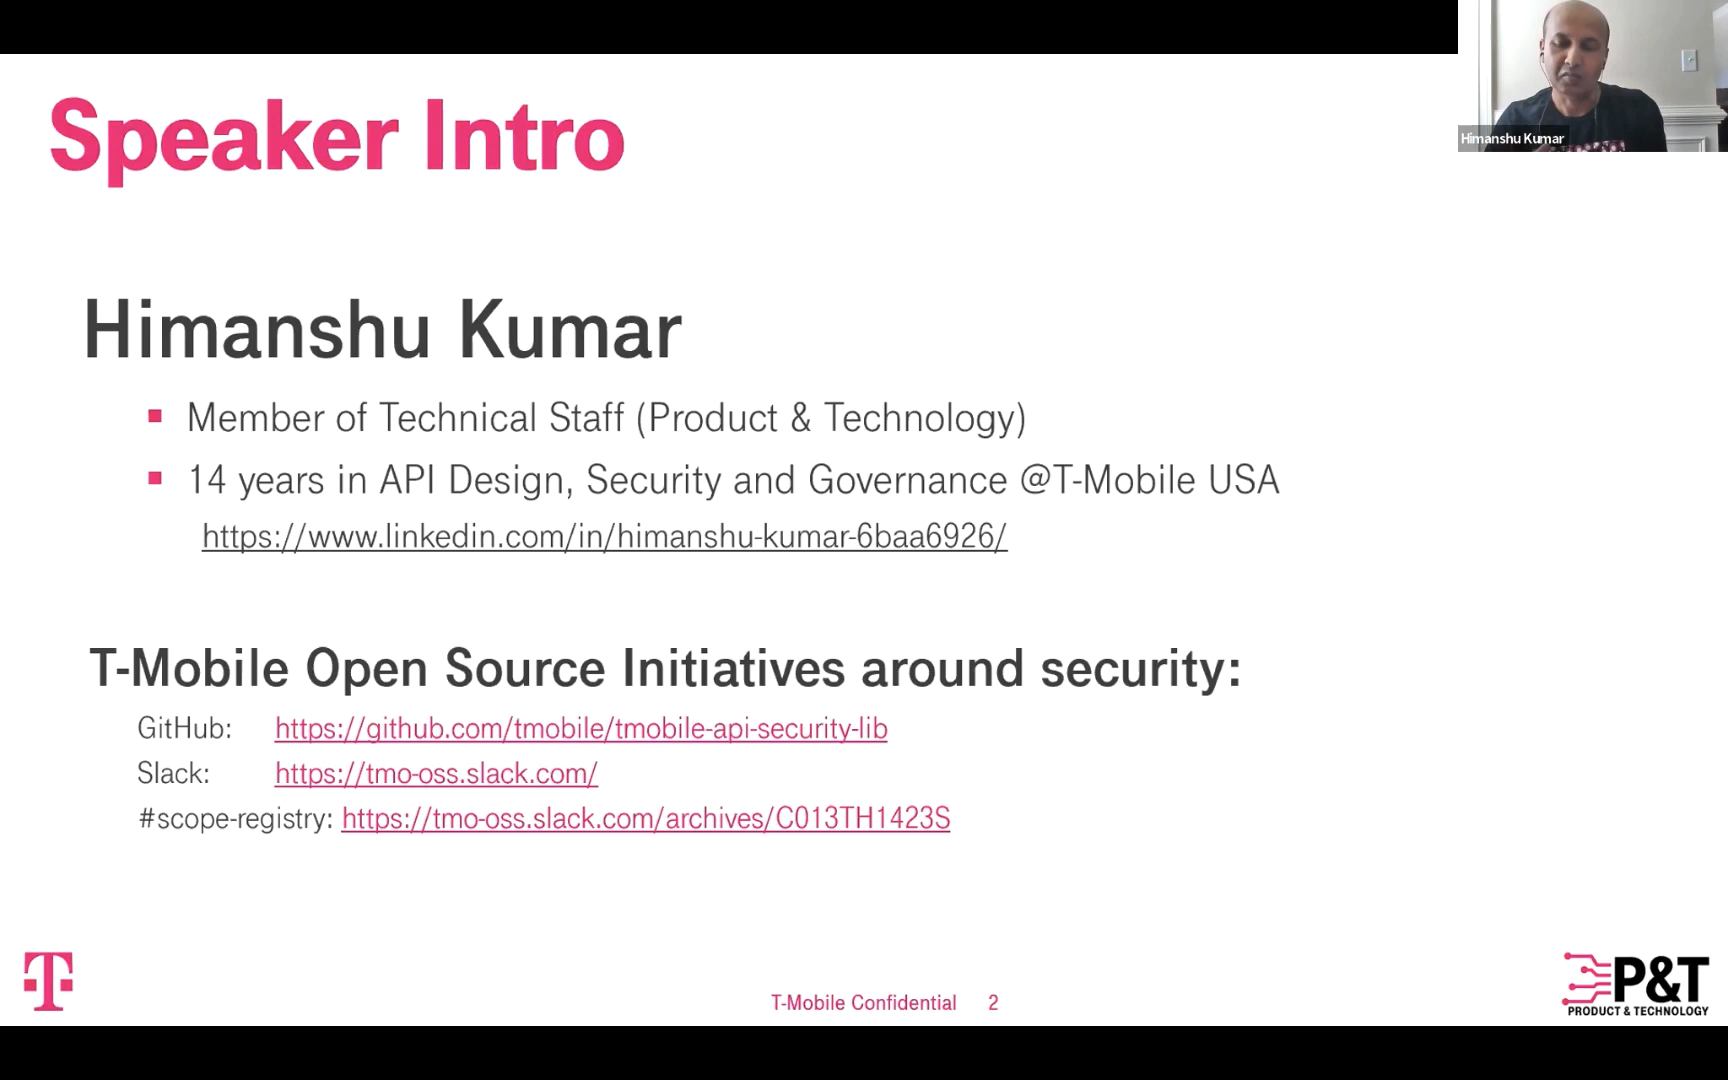 Speaker Intro
Himanshu Kumar
Himanshu Kumar
Member of Technical Staff (Product & Technology)
14 years in API Design, Security and Governance @T-Mobile USA
https://www.linkedin.com/in/himanshu-kumar-6baa6926/
T-Mobile Open Source Initiatives around security:
GitHub: https://github.com/tmobile/tmobile-api-security-lib
Slack: https://tmo-oss.slack.com/
#scope-registry: https://tmo-oss.slack.com/archives/C013TH1423S
T
T-Mobile Confidential 2
P&T
PRODUCT & TECHNOLOGY